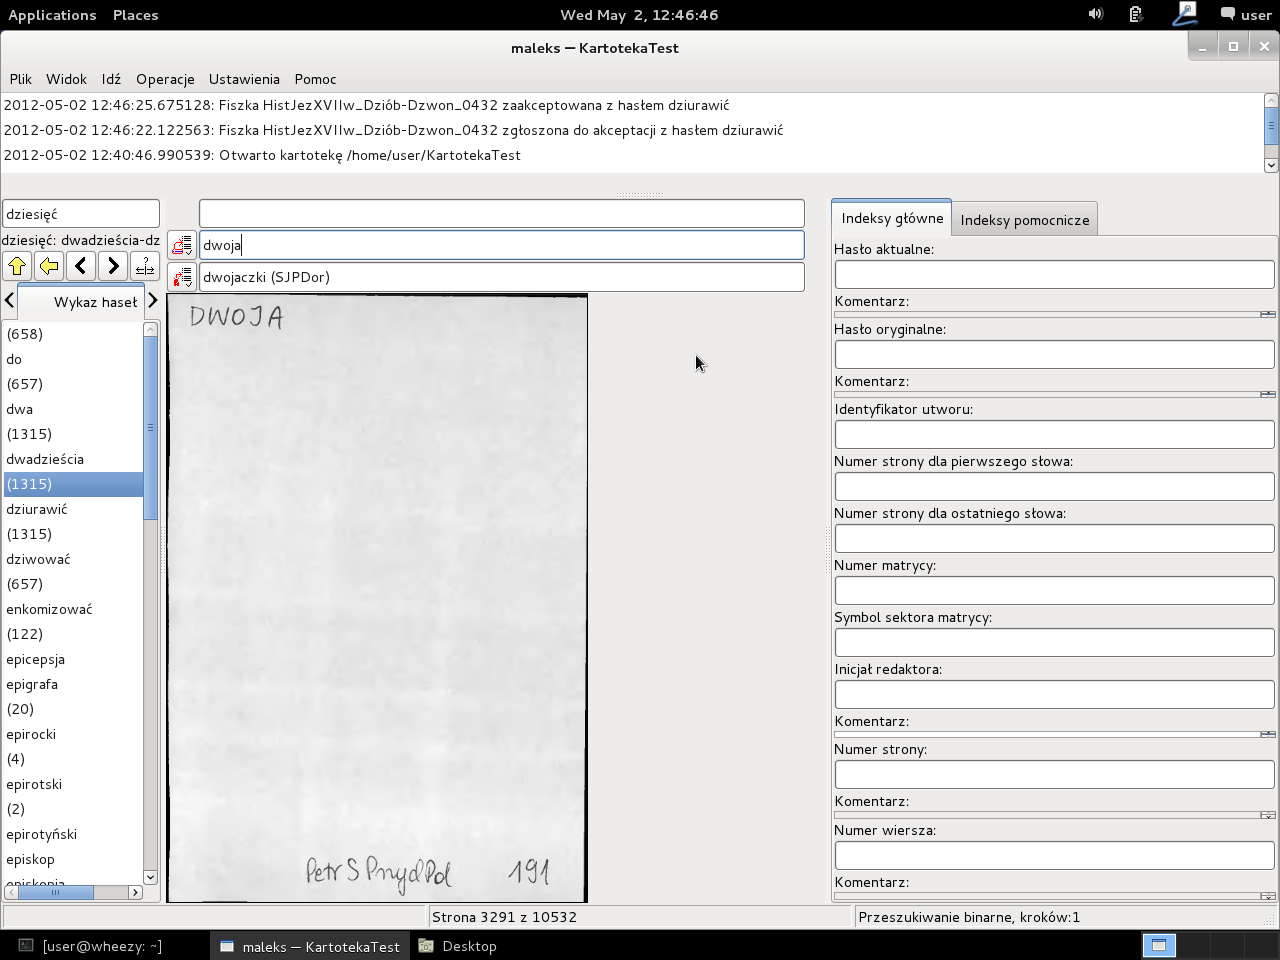 Applications Places Wed May 2, 12:46:46 user
maleks — KartotekaTest
Plik Widok Idź Operacje Ustawienia Pomoc
2012-05-02 12:46:25.675128: Fiszka HistJezXVIIw_Dziób-Dzwon_0432 zaakceptowana z hasłem dziurawić
2012-05-02 12:46:22.122563: Fiszka HistJezXVIIw_Dziób-Dzwon_0432 zgłoszona do akceptacji z hasłem dziurawić
2012-05-02 12:40:46.990539: Otwarto kartotekę /home/user/KartotekaTest
dziesięć
dziesięć: dwadzieścia-dz
Wykaz haseł
(658)
do
(657)
dwa
(1315)
dwadzieścia
(1315)
dziurawić
(1315)
dziwować
(657)
enkomizować
(122)
epicepsja
epigrafa
(20)
epirocki
(4)
epirotski
(2)
epirotyński
episkop
episkopia
dwoja
dwojaczki (SJPDor)
DWOJA
PetrSPrzydPol 191
Indeksy główne Indeksy pomocnicze
Hasło aktualne:
Komentarz:
Hasło oryginalne:
Komentarz:
Identyfikator utworu:
Numer strony dla pierwszego słowa:
Numer strony dla ostatniego słowa:
Numer matrycy:
Symbol sektora matrycy:
Inicjał redaktora:
Komentarz:
Numer strony:
Komentarz:
Numer wiersza:
Komentarz:
Strona 3291 z 10532 Przeszukiwanie binarne, kroków:1
[user@wheezy: ~] maleks — KartotekaTest Desktop